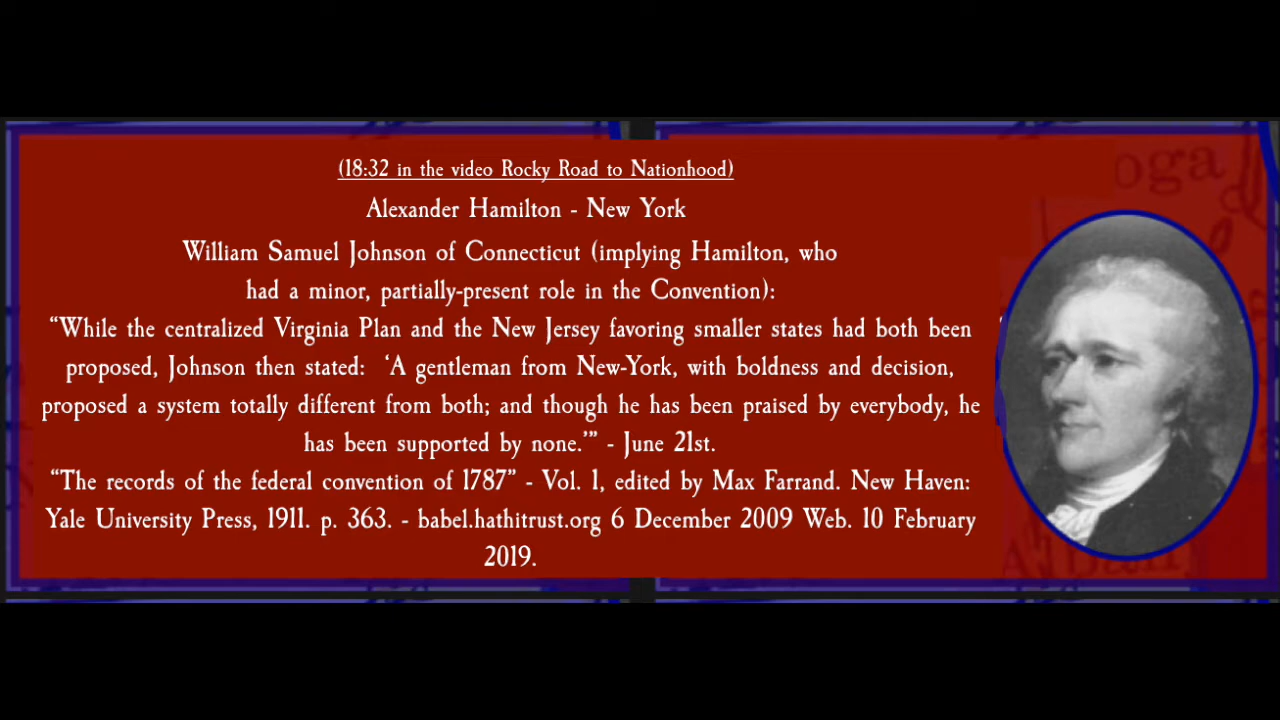 (18:32 in the video Rocky Road to Nationhood)
Alexander Hamilton - New York
William Samuel Johnson of Connecticut (implying Hamilton, who
had a minor, partially-present role in the Convention):
“While the centralized Virginia Plan and the New Jersey favoring smaller states had both been
proposed, Johnson then stated: ‘A gentleman from New-York, with boldness and decision,
proposed a system totally different from both; and though he has been praised by everybody, he
has been supported by none.’” - June 21st.
“The records of the federal convention of 1787” - Vol. 1, edited by Max Farrand. New Haven:
Yale University Press, 1911. p. 363. - babel.hathitrust.org 6 December 2009 Web. 10 February
2019.
oga